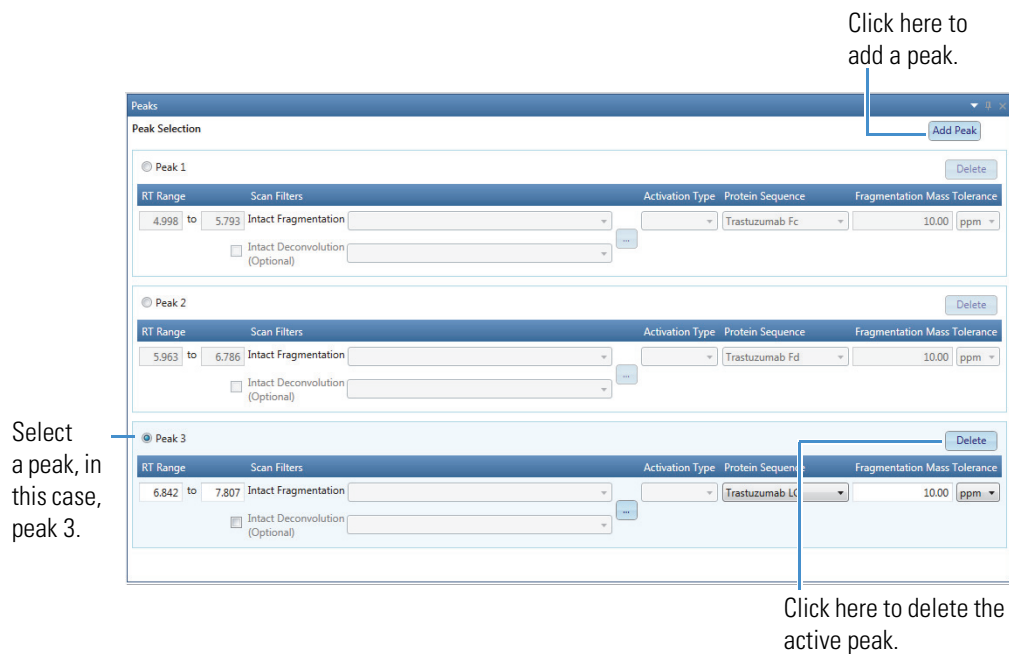 Click here to
add a peak.
Peaks
Peak Selection
Add Peak
Peak 1
Delete
RT Range Scan Filters Activation Type Protein Sequence Fragmentation Mass Tolerance
4.998 to 5.793 Intact Fragmentation Trastuzumab Fc 10.00 ppm
...
Intact Deconvolution
(Optional)
Peak 2
Delete
RT Range Scan Filters Activation Type Protein Sequence Fragmentation Mass Tolerance
5.963 to 6.786 Intact Fragmentation Trastuzumab Fd 10.00 ppm
...
Intact Deconvolution
(Optional)
Select
a peak, in
this case,
peak 3.
Peak 3
Delete
RT Range Scan Filters Activation Type Protein Sequence Fragmentation Mass Tolerance
6.842 to 7.807 Intact Fragmentation Trastuzumab LC 10.00 ppm
...
Intact Deconvolution
(Optional)
Click here to delete the
active peak.